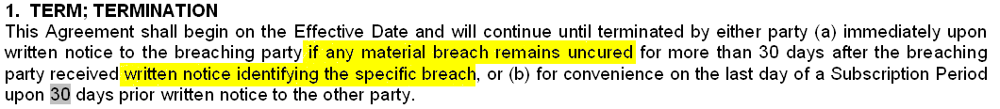 1. TERM; TERMINATION
This Agreement shall begin on the Effective Date and will continue until terminated by either party (a) immediately upon
written notice to the breaching party if any material breach remains uncured for more than 30 days after the breaching
party received written notice identifying the specific breach, or (b) for convenience on the last day of a Subscription Period
upon 30 days prior written notice to the other party.